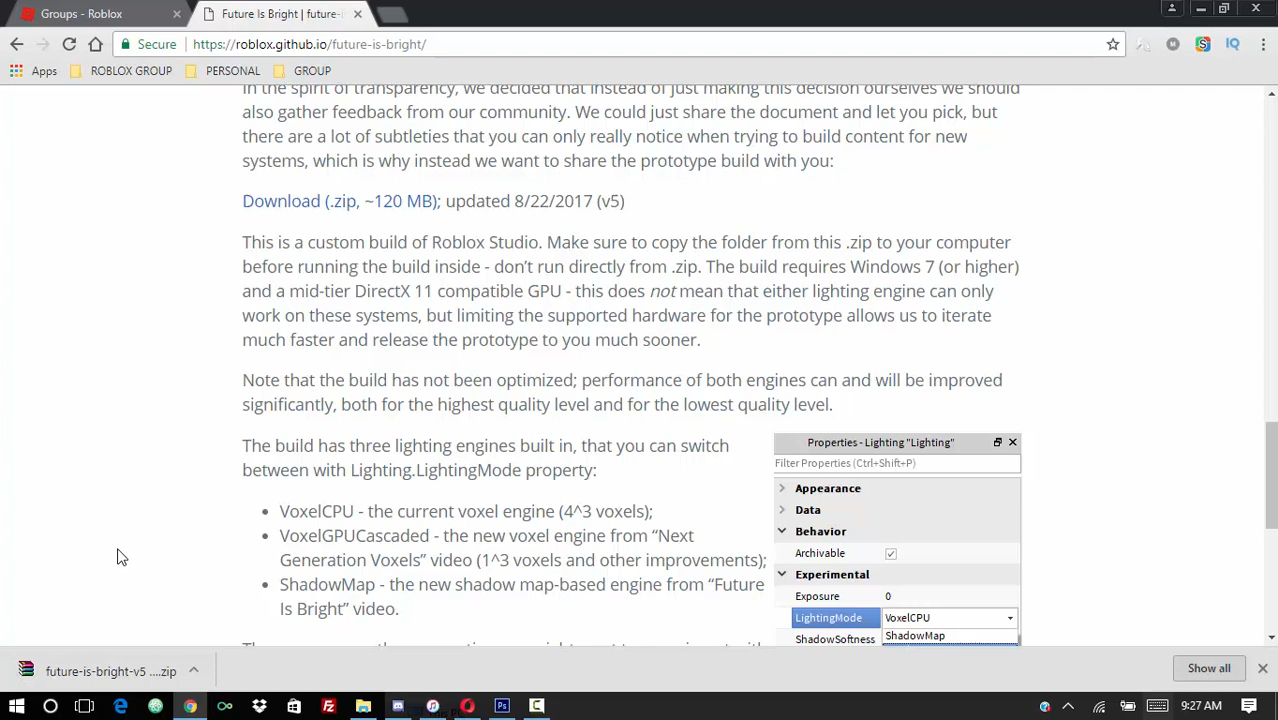 Groups - Roblox
Future Is Bright | future-
Secure
https://roblox.github.io/future-is-bright/
Apps
ROBLOX GROUP
PERSONAL
GROUP
In the spirit of transparency, we decided that instead of just making this decision ourselves we should
also gather feedback from our community. We could just share the document and let you pick, but
there are a lot of subtleties that you can only really notice when trying to build content for new
systems, which is why instead we want to share the prototype build with you:
Download (.zip, ~120 MB); updated 8/22/2017 (v5)
This is a custom build of Roblox Studio. Make sure to copy the folder from this .zip to your computer
before running the build inside - don’t run directly from .zip. The build requires Windows 7 (or higher)
and a mid-tier DirectX 11 compatible GPU - this does not mean that either lighting engine can only
work on these systems, but limiting the supported hardware for the prototype allows us to iterate
much faster and release the prototype to you much sooner.
Note that the build has not been optimized; performance of both engines can and will be improved
significantly, both for the highest quality level and for the lowest quality level.
The build has three lighting engines built in, that you can switch
between with Lighting.LightingMode property:
• VoxelCPU - the current voxel engine (4^3 voxels);
• VoxelGPUCascaded - the new voxel engine from “Next
Generation Voxels” video (1^3 voxels and other improvements);
• ShadowMap - the new shadow map-based engine from “Future
Is Bright” video.
Properties - Lighting "Lighting"
Filter Properties (Ctrl+Shift+P)
Appearance
Data
Behavior
Archivable
Experimental
Exposure 0
LightingMode VoxelCPU
ShadowMap
ShadowSoftness
future-is-bright-v5 ....zip
Show all
9:27 AM